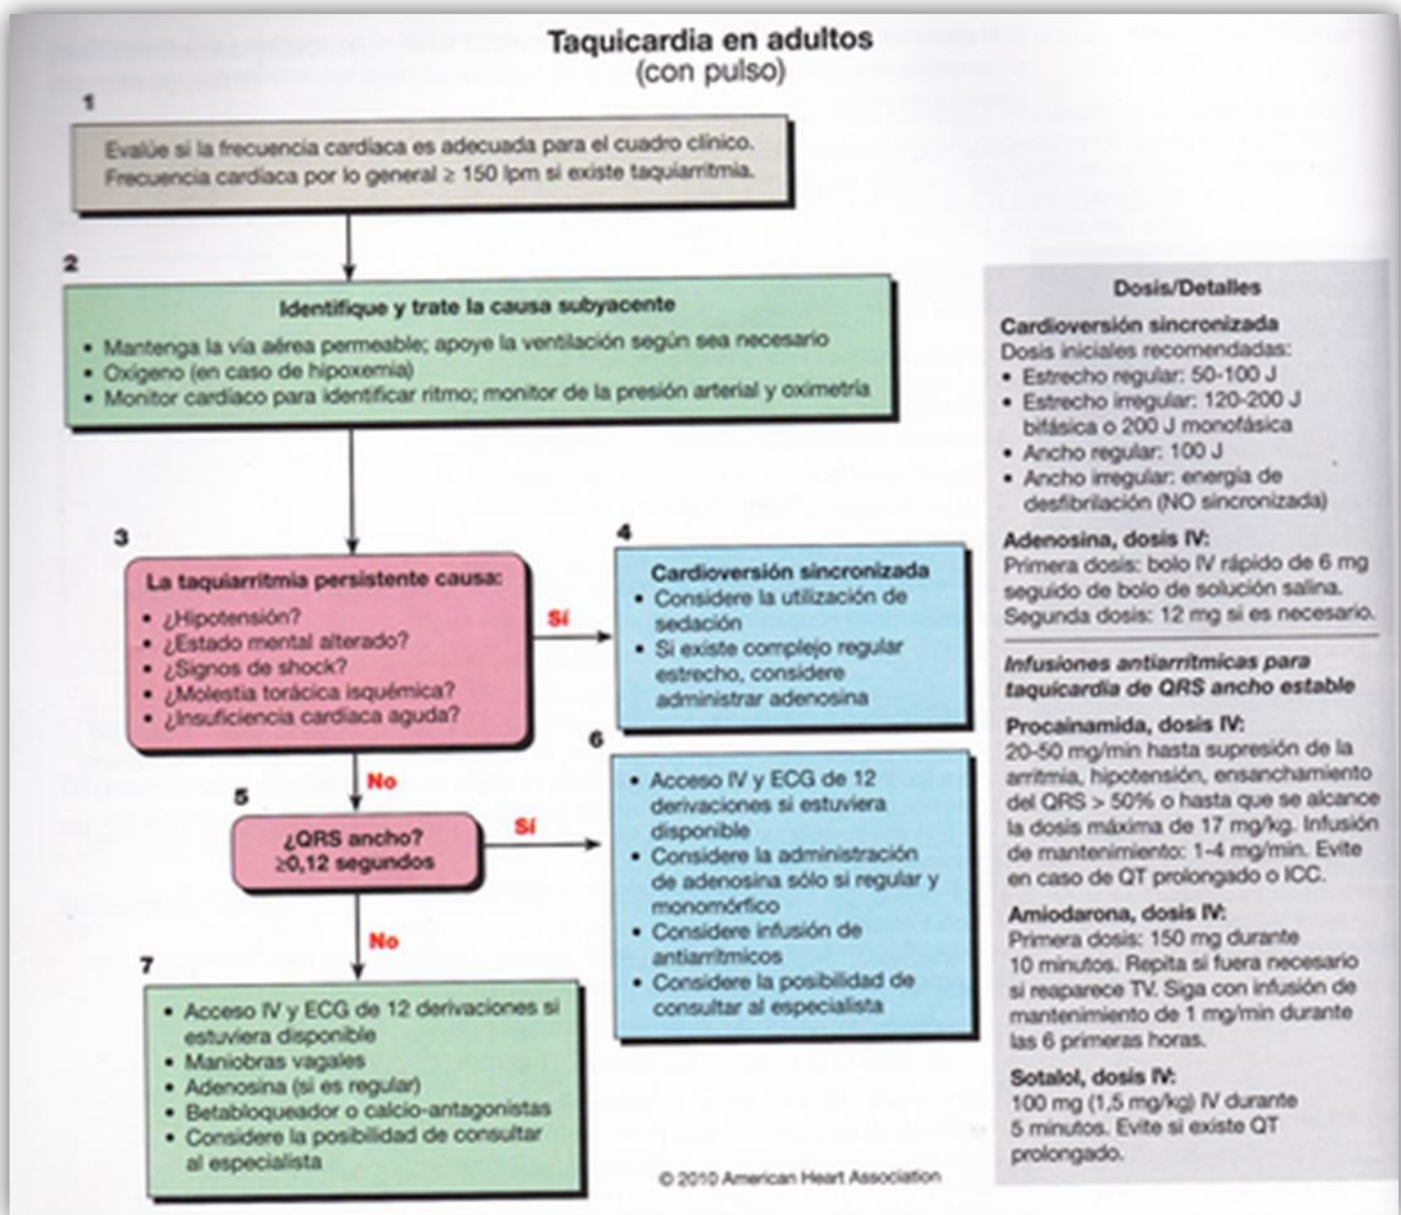 Taquicardia en adultos
(con pulso)
1
Evalúe si la frecuencia cardíaca es adecuada para el cuadro clínico.
Frecuencia cardíaca por lo general ≥ 150 lpm si existe taquiarritmia.
2
Identifique y trate la causa subyacente
• Mantenga la vía aérea permeable; apoye la ventilación según sea necesario
• Oxígeno (en caso de hipoxemia)
• Monitor cardíaco para identificar ritmo; monitor de la presión arterial y oximetría
3
La taquiarritmia persistente causa:
• ¿Hipotensión?
• ¿Estado mental alterado?
• ¿Signos de shock?
• ¿Molestia torácica isquémica?
• ¿Insuficiencia cardíaca aguda?
Sí
4
Cardioversión sincronizada
• Considere la utilización de
sedación
• Si existe complejo regular
estrecho, considere
administrar adenosina
No
5
¿QRS ancho?
≥0,12 segundos
Sí
6
• Acceso IV y ECG de 12
derivaciones si estuviera
disponible
• Considere la administración
de adenosina sólo si regular y
monomórfico
• Considere infusión de
antiarrítmicos
• Considere la posibilidad de
consultar al especialista
No
7
• Acceso IV y ECG de 12 derivaciones si
estuviera disponible
• Maniobras vagales
• Adenosina (si es regular)
• Betabloqueador o calcio-antagonistas
• Considere la posibilidad de consultar
al especialista
Dosis/Detalles
Cardioversión sincronizada
Dosis iniciales recomendadas:
• Estrecho regular: 50-100 J
• Estrecho irregular: 120-200 J
bifásica o 200 J monofásica
• Ancho regular: 100 J
• Ancho irregular: energía de
desfibrilación (NO sincronizada)
Adenosina, dosis IV:
Primera dosis: bolo IV rápido de 6 mg
seguido de bolo de solución salina.
Segunda dosis: 12 mg si es necesario.
Infusiones antiarrítmicas para
taquicardia de QRS ancho estable
Procainamida, dosis IV:
20-50 mg/min hasta supresión de la
arritmia, hipotensión, ensanchamiento
del QRS > 50% o hasta que se alcance
la dosis máxima de 17 mg/kg. Infusión
de mantenimiento: 1-4 mg/min. Evite
en caso de QT prolongado o ICC.
Amiodarona, dosis IV:
Primera dosis: 150 mg durante
10 minutos. Repita si fuera necesario
si reaparece TV. Siga con infusión de
mantenimiento de 1 mg/min durante
las 6 primeras horas.
Sotalol, dosis IV:
100 mg (1,5 mg/kg) IV durante
5 minutos. Evite si existe QT
prolongado.
© 2010 American Heart Association